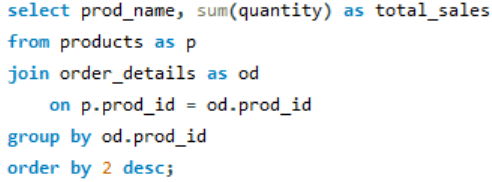 select prod_name, sum(quantity) as total_sales
from products as p
join order_details as od
    on p.prod_id = od.prod_id
group by od.prod_id
order by 2 desc;